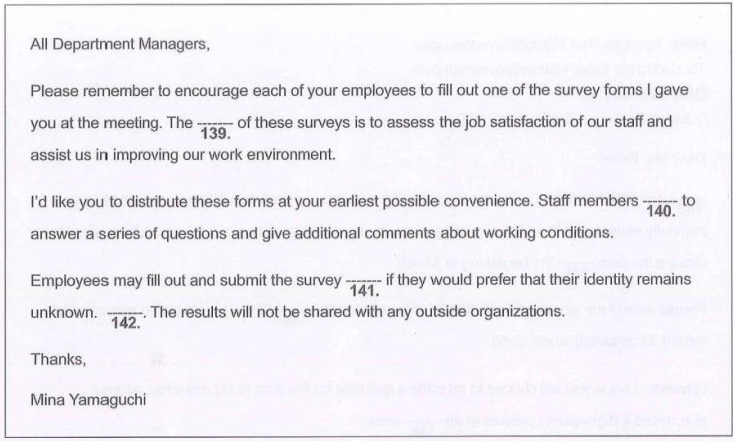 All Department Managers,
Please remember to encourage each of your employees to fill out one of the survey forms I gave
you at the meeting. The ------- of these surveys is to assess the job satisfaction of our staff and
139.
assist us in improving our work environment.
I'd like you to distribute these forms at your earliest possible convenience. Staff members ------- to
140.
answer a series of questions and give additional comments about working conditions.
Employees may fill out and submit the survey ------- if they would prefer that their identity remains
141.
unknown. -------. The results will not be shared with any outside organizations.
142.
Thanks,
Mina Yamaguchi